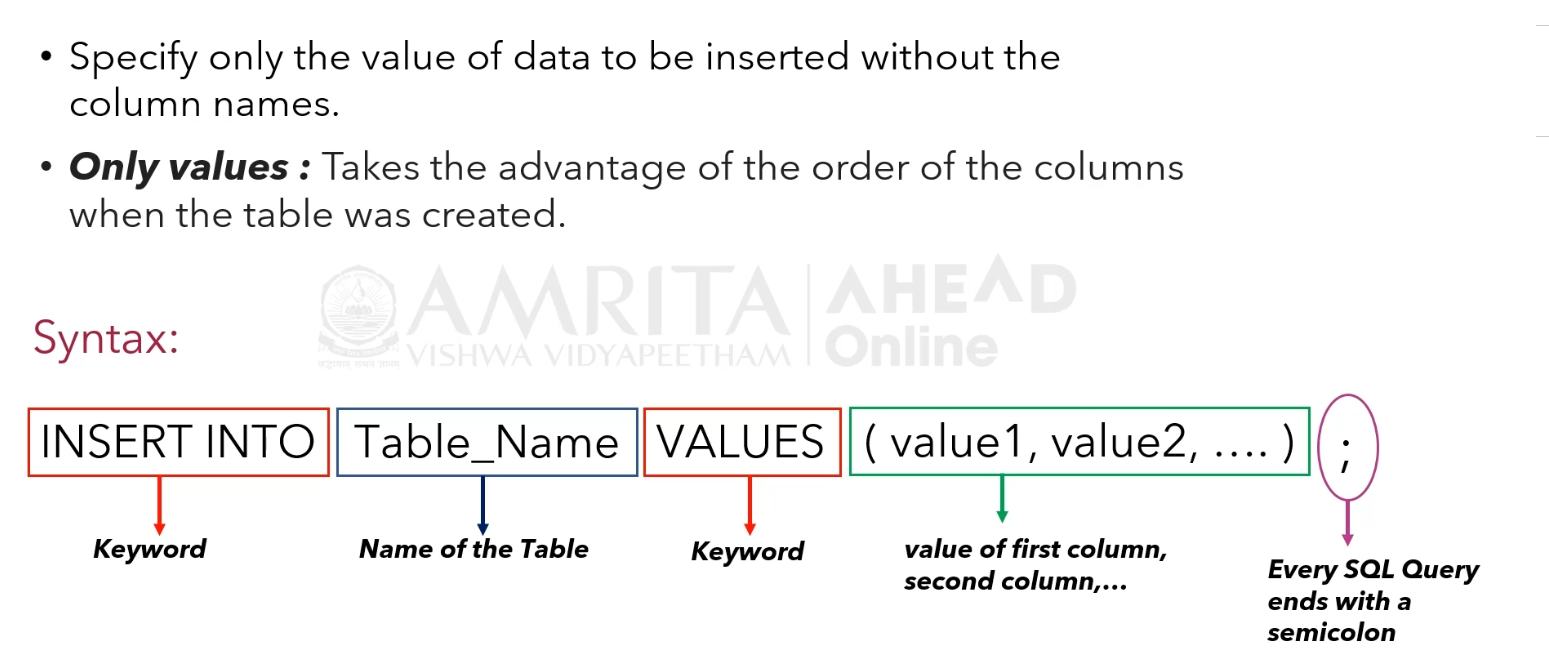 • Specify only the value of data to be inserted without the
column names.
• Only values : Takes the advantage of the order of the columns
when the table was created.
AMRITA
VISHWA VIDYAPEETHAM
AHEAD
Online
Syntax:
INSERT INTO Table_Name VALUES ( value1, value2, .... ) ;
Keyword
Name of the Table
Keyword
value of first column,
second column,...
Every SQL Query
ends with a
semicolon